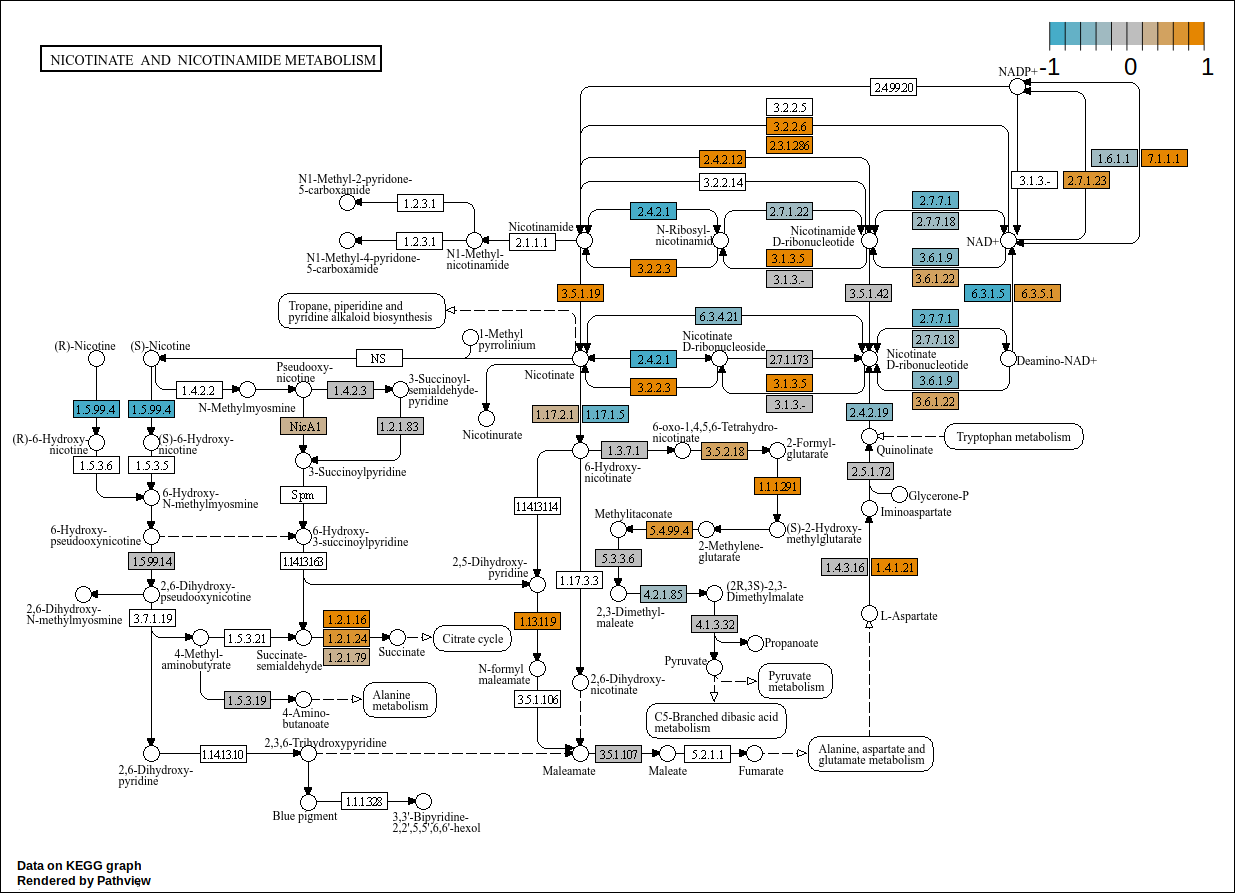 NICOTINATE AND NICOTINAMIDE METABOLISM
-1 0 1
NADP+
2.4.99.20
3.2.2.5
3.2.2.6
2.3.1.286
1.6.1.1 7.1.1.1
2.4.2.12
3.1.3.- 2.7.1.23
3.2.2.14
N1-Methyl-2-pyridone-
5-carboxamide
1.2.3.1
2.7.7.1
2.4.2.1
2.7.1.22
2.7.7.18
Nicotinamide
N-Ribosyl-
nicotinamid
Nicotinamide
D-ribonucleotide
NAD+
1.2.3.1
2.1.1.1
N1-Methyl-4-pyridone-
5-carboxamide
N1-Methyl-
nicotinamide
3.1.3.5
3.6.1.9
3.2.2.3
3.1.3.-
3.6.1.22
3.5.1.19
3.5.1.42
6.3.1.5 6.3.5.1
Tropane, piperidine and
pyridine alkaloid biosynthesis
6.3.4.21
2.7.7.1
2.7.7.18
1-Methyl
pyrrolinium
Nicotinate
D-ribonucleoside
(R)-Nicotine
(S)-Nicotine
NS
2.4.2.1
2.7.1.173
Nicotinate
D-ribonucleotide
Deamino-NAD+
Nicotinate
Pseudooxy-
nicotine
3-Succinoyl-
semialdehyde-
pyridine
1.4.2.2
1.4.2.3
3.2.2.3
3.1.3.5
3.6.1.9
3.1.3.-
3.6.1.22
N-Methylmyosmine
1.5.99.4
1.5.99.4
1.17.2.1 1.17.1.5
2.4.2.19
NicA1
1.2.1.83
Nicotinurate
(R)-6-Hydroxy-
nicotine
(S)-6-Hydroxy-
nicotine
6-oxo-1,4,5,6-Tetrahydro-
nicotinate
2-Formyl-
glutarate
Tryptophan metabolism
Quinolinate
1.3.7.1
3.5.2.18
1.5.3.6
1.5.3.5
3-Succinoylpyridine
6-Hydroxy-
nicotinate
2.5.1.72
1.1.1.291
6-Hydroxy-
N-methylmyosmine
Spm
Glycerone-P
Iminoaspartate
1.14.13.114
Methylitaconate
6-Hydroxy-
pseudooxynicotine
6-Hydroxy-
3-succinoylpyridine
5.4.99.4
(S)-2-Hydroxy-
methylglutarate
2-Methylene-
glutarate
1.5.99.14
1.14.13.163
2,5-Dihydroxy-
pyridine
5.3.3.6
1.4.3.16 1.4.1.21
1.17.3.3
2,6-Dihydroxy-
pseudooxynicotine
4.2.1.85
(2R,3S)-2,3-
Dimethylmalate
2,6-Dihydroxy-
N-methylmyosmine
3.7.1.19
2,3-Dimethyl-
maleate
L-Aspartate
1.2.1.16
1.13.11.9
4.1.3.32
1.5.3.21
1.2.1.24
Citrate cycle
Propanoate
4-Methyl-
aminobutyrate
Succinate-
semialdehyde
1.2.1.79
Succinate
N-formyl
maleamate
Pyruvate
2,6-Dihydroxy-
nicotinate
Pyruvate
metabolism
1.5.3.19
Alanine
metabolism
3.5.1.106
4-Amino-
butanoate
C5-Branched dibasic acid
metabolism
2,3,6-Trihydroxypyridine
1.14.13.10
3.5.1.107
5.2.1.1
Alanine, aspartate and
glutamate metabolism
2,6-Dihydroxy-
pyridine
Maleamate
Maleate
Fumarate
1.1.1.328
Blue pigment
3,3'-Bipyridine-
2,2',5,5',6,6'-hexol
Data on KEGG graph
Rendered by Pathview